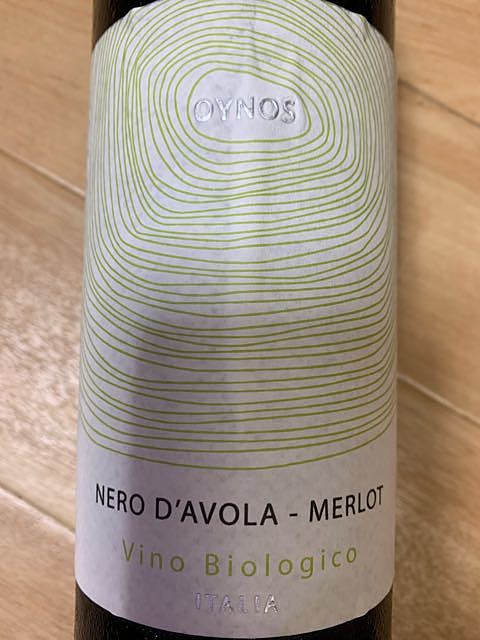 OYNOS
NERO D'AVOLA - MERLOT
Vino Biologico
ITALIA